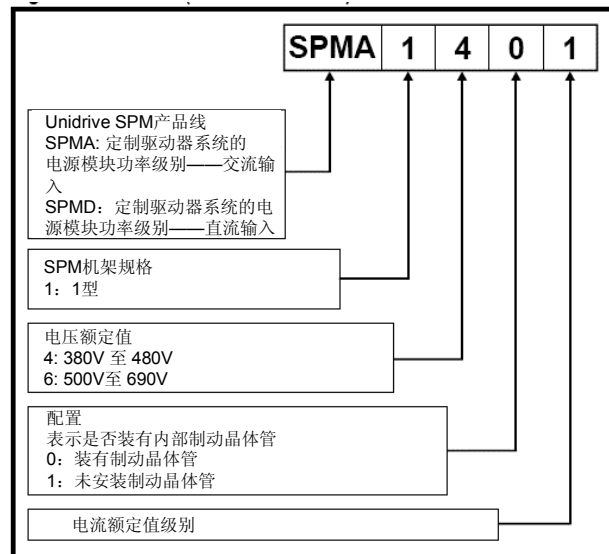 SPMA 1 4 0 1
Unidrive SPM产品线
SPMA: 定制驱动器系统的
电源模块功率级别——交流输
入
SPMD：定制驱动器系统的电
源模块功率级别——直流输入
SPM机架规格
1：1型
电压额定值
4: 380V 至 480V
6: 500V至 690V
配置
表示是否装有内部制动晶体管
0：装有制动晶体管
1：未安装制动晶体管
电流额定值级别